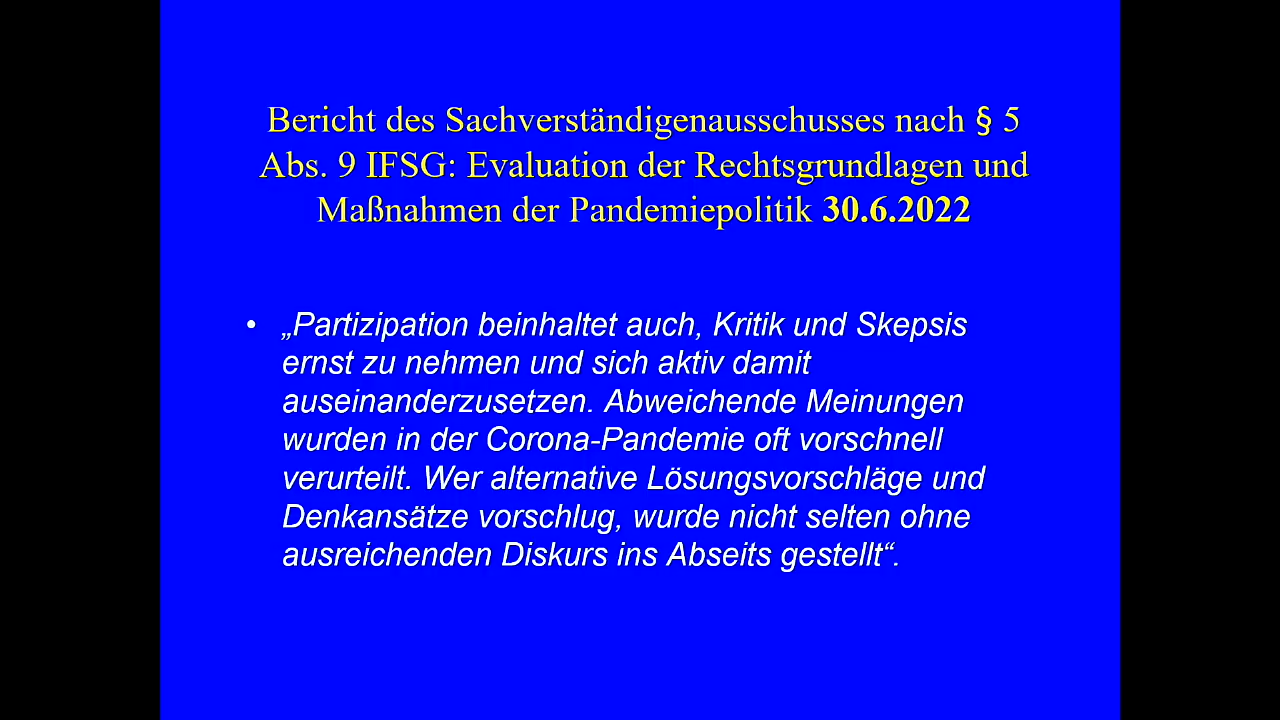 Bericht des Sachverständigenausschusses nach § 5
Abs. 9 IFSG: Evaluation der Rechtsgrundlagen und
Maßnahmen der Pandemiepolitik 30.6.2022
• „Partizipation beinhaltet auch, Kritik und Skepsis
ernst zu nehmen und sich aktiv damit
auseinanderzusetzen. Abweichende Meinungen
wurden in der Corona-Pandemie oft vorschnell
verurteilt. Wer alternative Lösungsvorschläge und
Denkansätze vorschlug, wurde nicht selten ohne
ausreichenden Diskurs ins Abseits gestellt“.